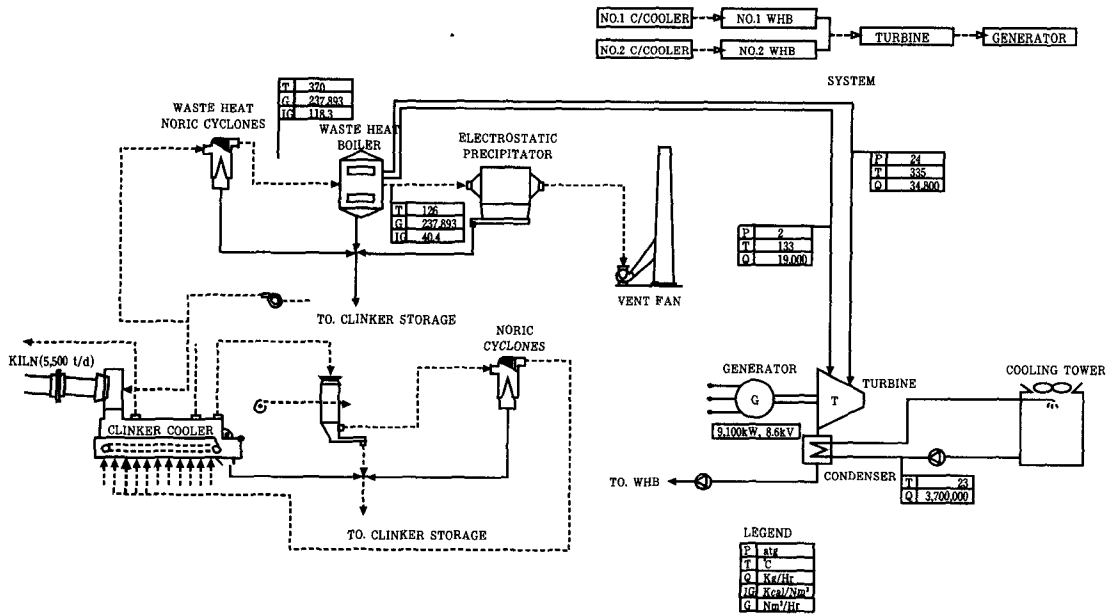 NO.1 C/COOLER
NO.1 WHB
NO.2 C/COOLER
NO.2 WHB
TURBINE
GENERATOR
SYSTEM
T 370
G 237,893
IG 118.3
WASTE HEAT
NORIC CYCLONES
WASTE HEAT
BOILER
ELECTROSTATIC
PRECIPITATOR
T 126
G 237,893
IG 40.4
P 24
T 335
Q 34,800
P 2
T 133
Q 19,000
VENT FAN
TO. CLINKER STORAGE
NORIC
CYCLONES
KILN(5,500 t/d)
CLINKER COOLER
GENERATOR
G
T
TURBINE
COOLING TOWER
9,100kW, 8.6kV
CONDENSER
TO. WHB
T 23
Q 3,700,000
TO. CLINKER STORAGE
LEGEND
P atg
T ℃
Q Kg/Hr
IG Kcal/Nm³
G Nm³/Hr